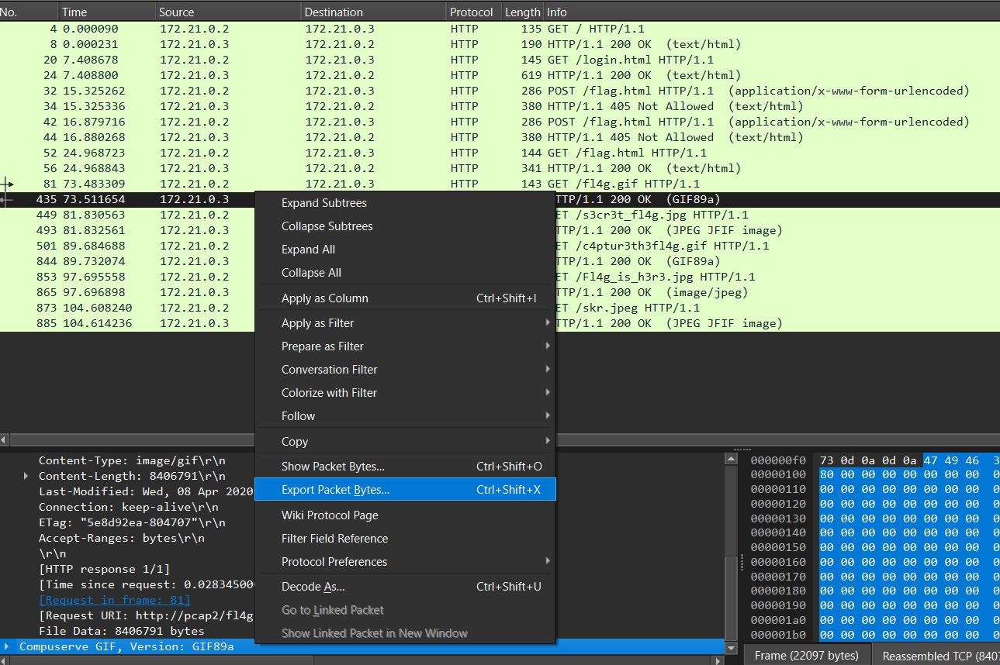 No. Time Source Destination Protocol Length Info
4 0.000090 172.21.0.2 172.21.0.3 HTTP 135 GET / HTTP/1.1
8 0.000231 172.21.0.3 172.21.0.2 HTTP 190 HTTP/1.1 200 OK (text/html)
20 7.408678 172.21.0.2 172.21.0.3 HTTP 145 GET /login.html HTTP/1.1
24 7.408800 172.21.0.3 172.21.0.2 HTTP 619 HTTP/1.1 200 OK (text/html)
32 15.325262 172.21.0.2 172.21.0.3 HTTP 286 POST /flag.html HTTP/1.1 (application/x-www-form-urlencoded)
34 15.325336 172.21.0.3 172.21.0.2 HTTP 380 HTTP/1.1 405 Not Allowed (text/html)
42 16.879716 172.21.0.2 172.21.0.3 HTTP 286 POST /flag.html HTTP/1.1 (application/x-www-form-urlencoded)
44 16.880268 172.21.0.3 172.21.0.2 HTTP 380 HTTP/1.1 405 Not Allowed (text/html)
52 24.968723 172.21.0.2 172.21.0.3 HTTP 144 GET /flag.html HTTP/1.1
56 24.968843 172.21.0.3 172.21.0.2 HTTP 341 HTTP/1.1 200 OK (text/html)
81 73.483309 172.21.0.2 172.21.0.3 HTTP 143 GET /fl4g.gif HTTP/1.1
435 73.511654 172.21.0.3 TTP/1.1 200 OK (GIF89a)
449 81.830563 172.21.0.2 ET /s3cr3t_fl4g.jpg HTTP/1.1
493 81.832561 172.21.0.3 TTP/1.1 200 OK (JPEG JFIF image)
501 89.684688 172.21.0.2 ET /c4ptur3th3fl4g.gif HTTP/1.1
844 89.732074 172.21.0.3 TTP/1.1 200 OK (GIF89a)
853 97.695558 172.21.0.2 ET /Fl4g_is_h3r3.jpg HTTP/1.1
865 97.696898 172.21.0.3 TTP/1.1 200 OK (image/jpeg)
873 104.608240 172.21.0.2 ET /skr.jpeg HTTP/1.1
885 104.614236 172.21.0.3 TTP/1.1 200 OK (JPEG JFIF image)
Expand Subtrees
Collapse Subtrees
Expand All
Collapse All
Apply as Column Ctrl+Shift+I
Apply as Filter
Prepare as Filter
Conversation Filter
Colorize with Filter
Follow
Copy
Show Packet Bytes... Ctrl+Shift+O
Export Packet Bytes... Ctrl+Shift+X
Wiki Protocol Page
Filter Field Reference
Protocol Preferences
Decode As... Ctrl+Shift+U
Go to Linked Packet
Show Linked Packet in New Window
Content-Type: image/gif\r\n
Content-Length: 8406791\r\n
Last-Modified: Wed, 08 Apr 2020
Connection: keep-alive\r\n
ETag: "5e8d92ea-804707"\r\n
Accept-Ranges: bytes\r\n
\r\n
[HTTP response 1/1]
[Time since request: 0.02834500
[Request in frame: 81]
[Request URI: http://pcap2/fl4g
File Data: 8406791 bytes
Compuserve GIF, Version: GIF89a
000000f0 73 0d 0a 0d 0a 47 49 46 3
00000100 80 00 00 00 00 00 00 00 0
00000110 00 00 00 00 00 00 00 00 0
00000120 00 00 00 00 00 00 00 00 0
00000130 00 00 00 00 00 00 00 00 0
00000140 00 00 00 00 00 00 00 00 0
00000150 00 00 00 00 00 00 00 00 0
00000160 00 00 00 00 00 00 00 00 0
00000170 00 00 00 00 00 00 00 00 0
00000180 00 00 00 00 00 00 00 00 0
00000190 00 00 00 00 00 00 00 00 0
000001a0 00 00 00 00 00 00 00 00 0
000001b0 00 00 00 00 00 00 00 00 0
Frame (22097 bytes) Reassembled TCP (8407